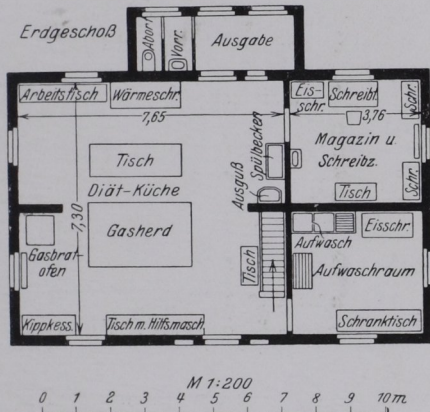 Erdgeschoß
Abort
Vorr.
Ausgabe
Arbeitstisch
Wärmeschr.
Eis-
schr.
Schreibt.
Schr.
7,65
3,76
Magazin u.
Schreibz.
Tisch
Spülbecken
Ausguß
Diät-Küche
Tisch
Schr.
7,30
Gasherd
Gasbrat
ofen
Aufwasch
Eisschr.
Tisch
Aufwaschraum
Kippkess.
Tisch m. Hilfsmasch.
Schranktisch
M 1:200
0 1 2 3 4 5 6 7 8 9 10m